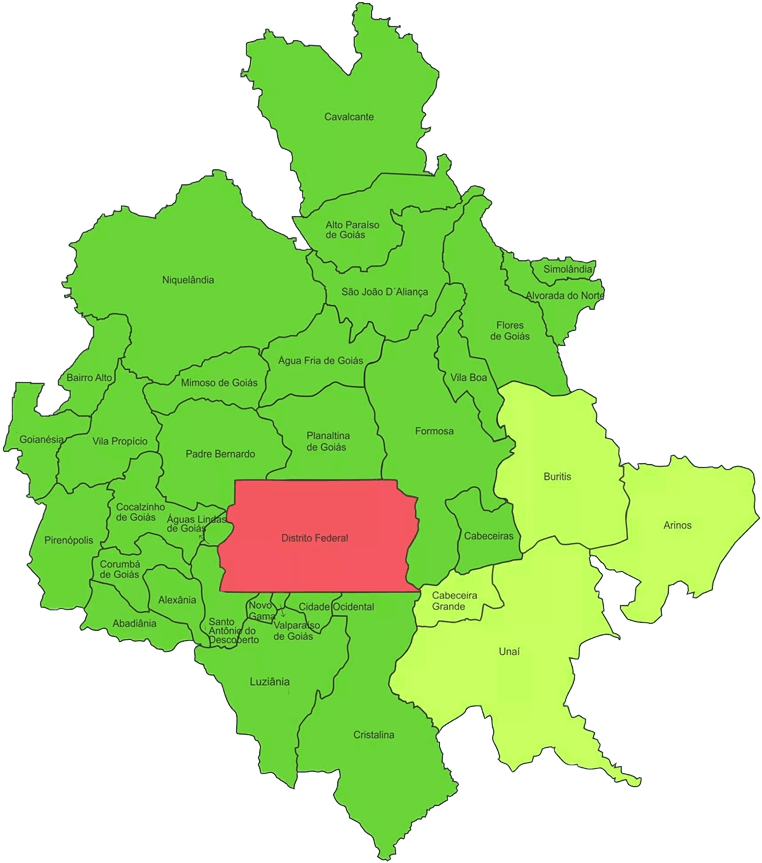 Cavalcante
Alto Paraíso
de Goiás
Simolândia
Niquelândia
São João D´Aliança
Alvorada do Norte
Flores
de Goiás
Água Fria de Goiás
Bairro Alto
Mimoso de Goiás
Vila Boa
Goianésia
Vila Propício
Planaltina
de Goiás
Formosa
Padre Bernardo
Buritis
Cocalzinho
de Goiás
Águas Lindas
de Goiás
Arinos
Pirenópolis
Distrito Federal
Cabeceiras
Corumbá
de Goiás
Alexânia
Cabeceira
Grande
Novo
Gama
Cidade Ocidental
Abadiânia
Santo
Antônio do
Descoberto
Valparaíso
de Goiás
Unaí
Luziânia
Cristalina